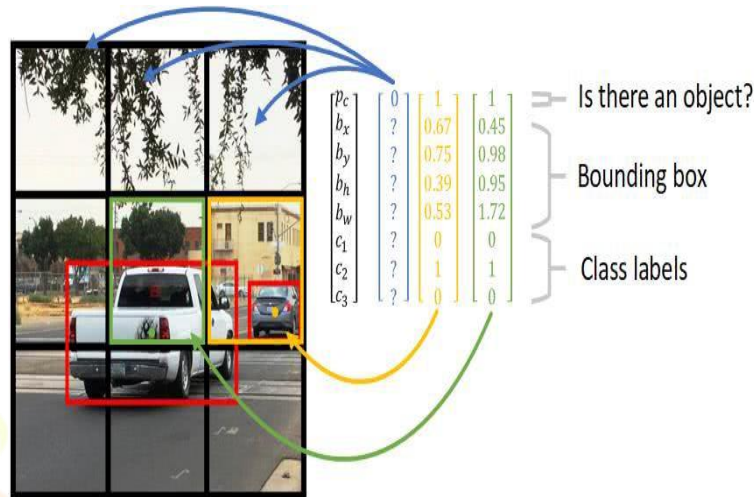 p_c 0 1 1 Is there an object?
b_x ? 0.67 0.45
b_y ? 0.75 0.98
b_h ? 0.39 0.95
b_w ? 0.53 1.72
c_1 ? 0 0
c_2 ? 1 1
c_3 ? 0 0
Bounding box
Class labels